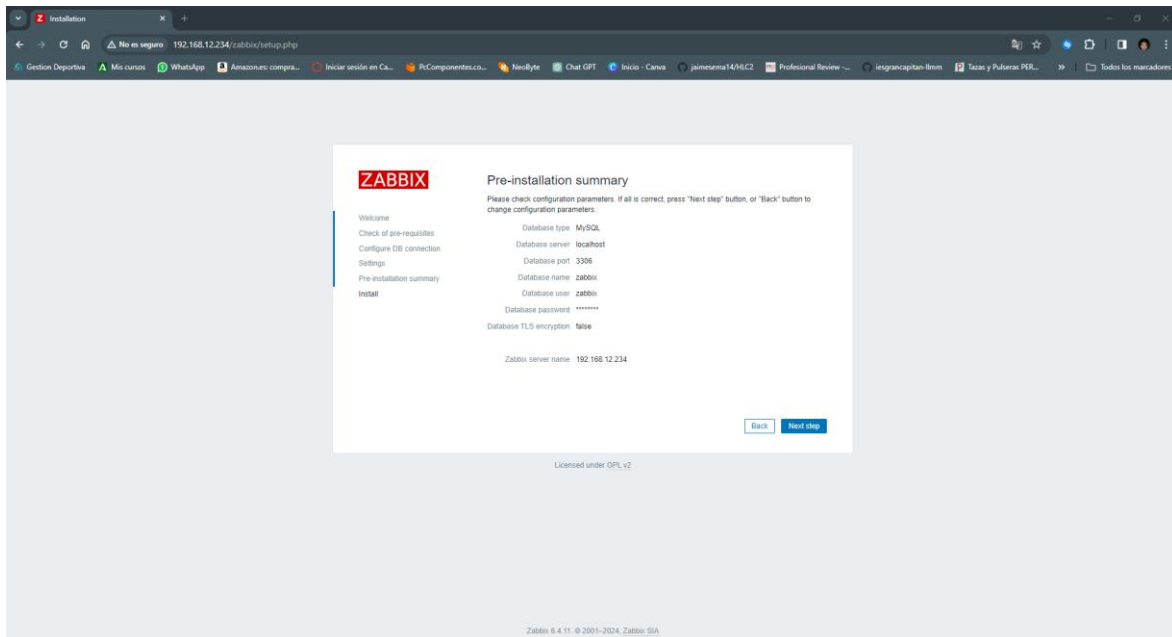 Installation
No es seguro 192.168.12.234/zabbix/setup.php
Gestion Deportiva Mis cursos WhatsApp Amazon.es: compra... Iniciar sesión en Ca... PcComponentes.co... NeoByte Chat GPT Inicio - Canva jaimesema14/HLC2 Profesional Review -... iesgrancapitan-llmm Tazas y Pulseras PER... » Todos los marcadores
ZABBIX
Welcome
Check of pre-requisites
Configure DB connection
Settings
Pre-installation summary
Install
Pre-installation summary
Please check configuration parameters. If all is correct, press "Next step" button, or "Back" button to
change configuration parameters.
Database type MySQL
Database server localhost
Database port 3306
Database name zabbix
Database user zabbix
Database password ********
Database TLS encryption false
Zabbix server name 192.168.12.234
Back Next step
Licensed under GPL v2
Zabbix 6.4.11. © 2001–2024, Zabbix SIA